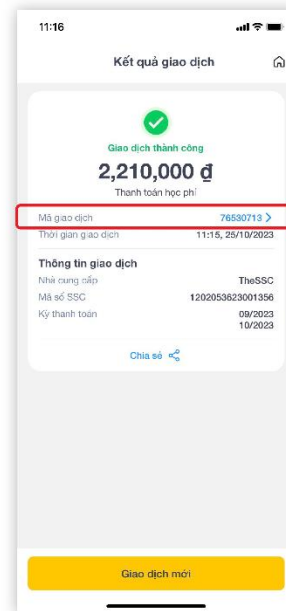 11:16
Kết quả giao dịch
Giao dịch thành công
2,210,000 ₫
Thanh toán học phí
Mã giao dịch 76530713
Thời gian giao dịch 11:15, 25/10/2023
Thông tin giao dịch
Nhà cung cấp TheSSC
Mã số SSC 1202053623001356
Kỳ thanh toán 09/2023
10/2023
Chia sẻ
Giao dịch mới